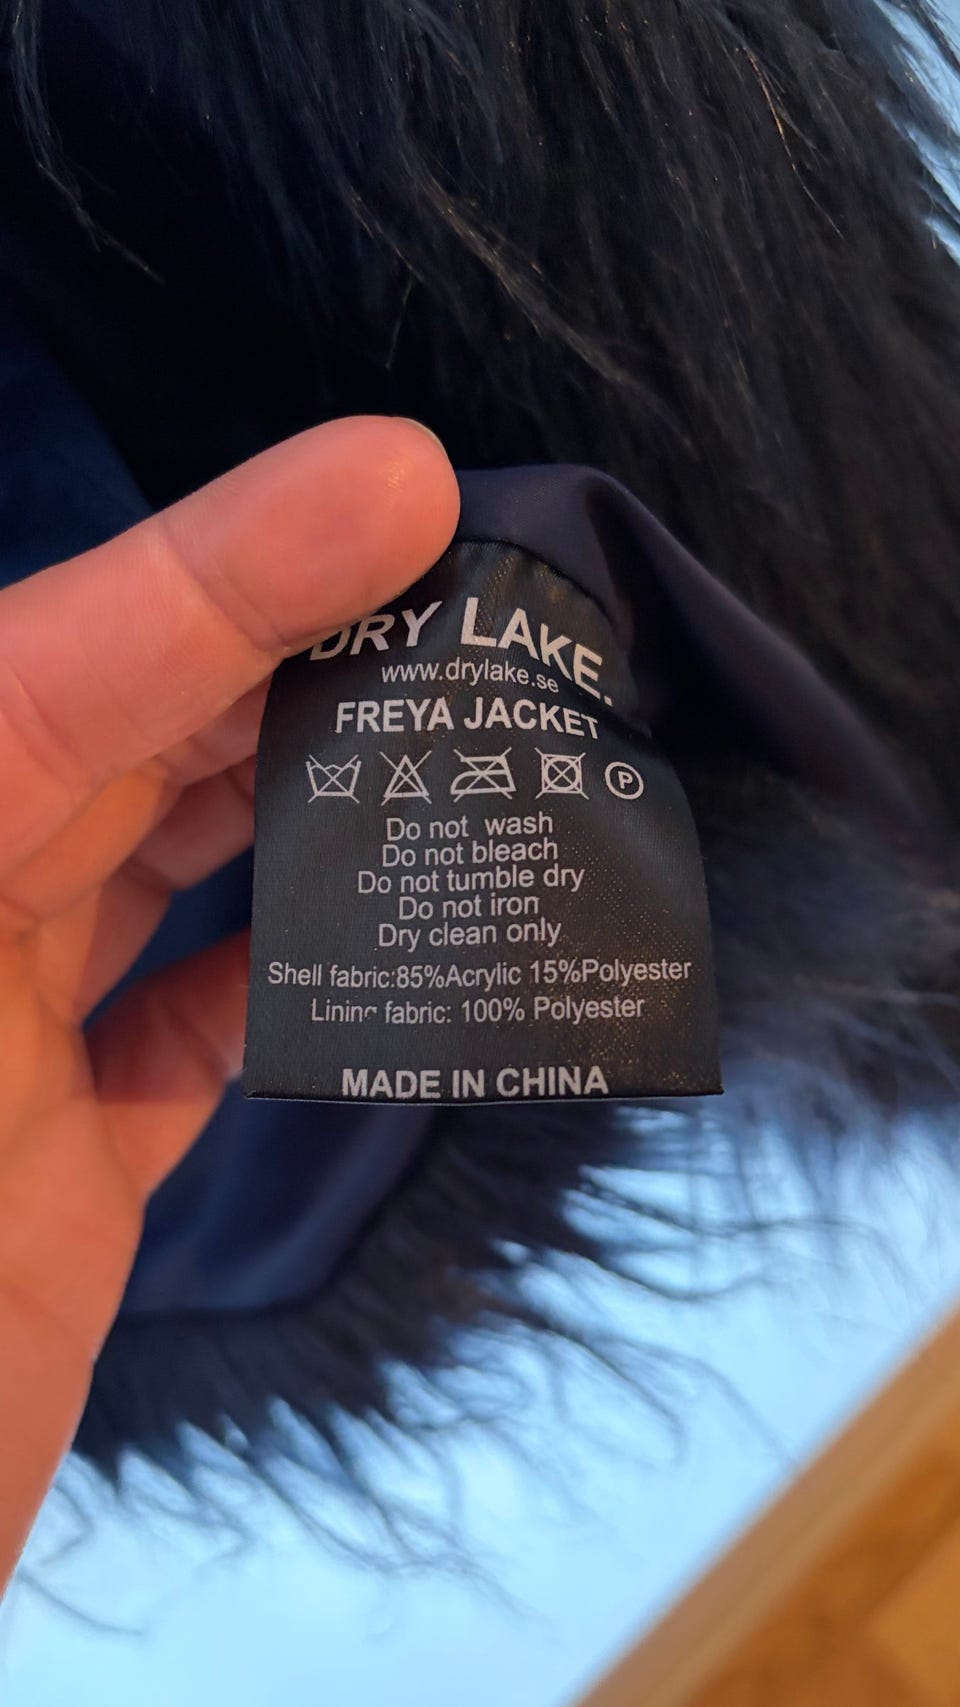 DRY LAKE.
www.drylake.se
FREYA JACKET
P
Do not wash
Do not bleach
Do not tumble dry
Do not iron
Dry clean only
Shell fabric:85%Acrylic 15%Polyester
Lining fabric: 100% Polyester
MADE IN CHINA